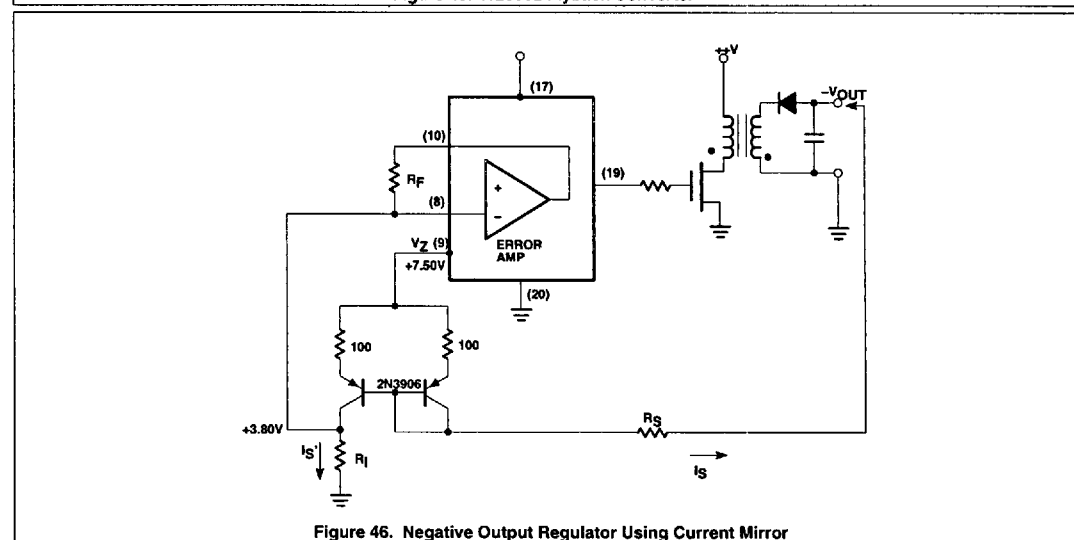 ++V
(17)
−VOUT
(10)
RF
(19)
(8)
+
−
VZ (9)
ERROR
AMP
+7.50V
(20)
100
100
2N3906
RS
+3.80V
IS'
RI
IS
Figure 46. Negative Output Regulator Using Current Mirror